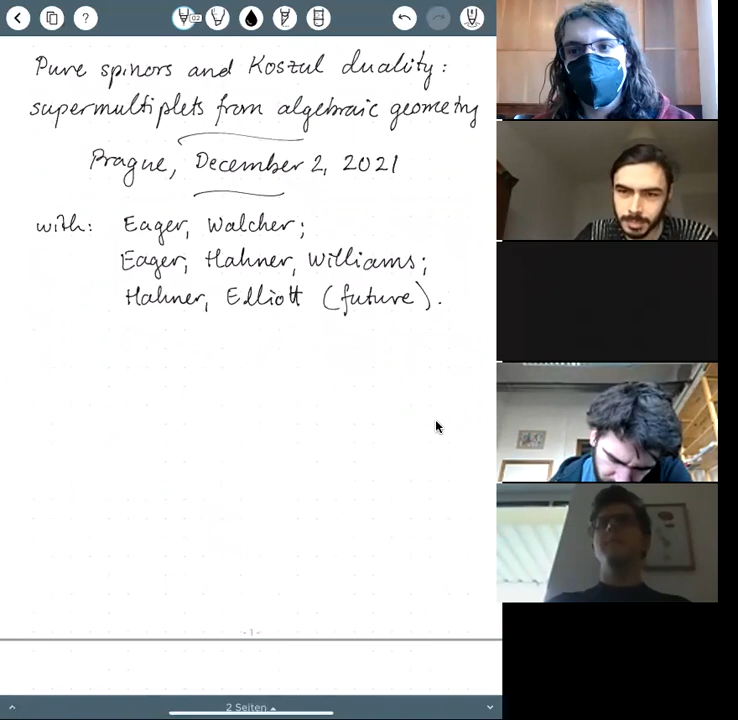 Pure spinors and Koszul duality:
supermultiplets from algebraic geometry
Prague, December 2, 2021
with: Eager, Walcher;
Eager, Hahner, Williams;
Hahner, Elliott (future).
- 1 -
2 Seiten